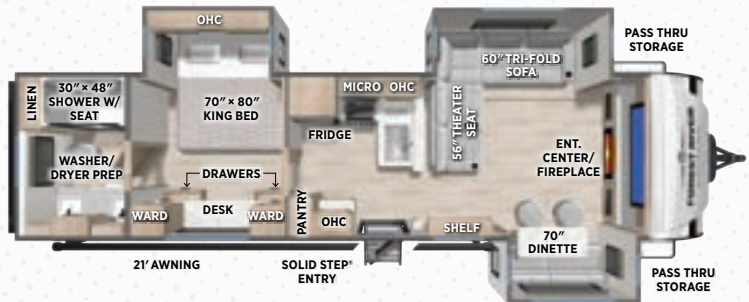 OHC
PASS THRU
STORAGE
60" TRI-FOLD
SOFA
LINEN
30" × 48"
SHOWER W/
SEAT
70" × 80"
KING BED
MICRO
OHC
FRIDGE
56" THEATER
SEAT
ENT.
CENTER/
FIREPLACE
FOREST RIVER
WASHER/
DRYER PREP
DRAWERS
WARD
DESK
WARD
PANTRY
OHC
SHELF
70"
DINETTE
21' AWNING
SOLID STEP®
ENTRY
PASS THRU
STORAGE